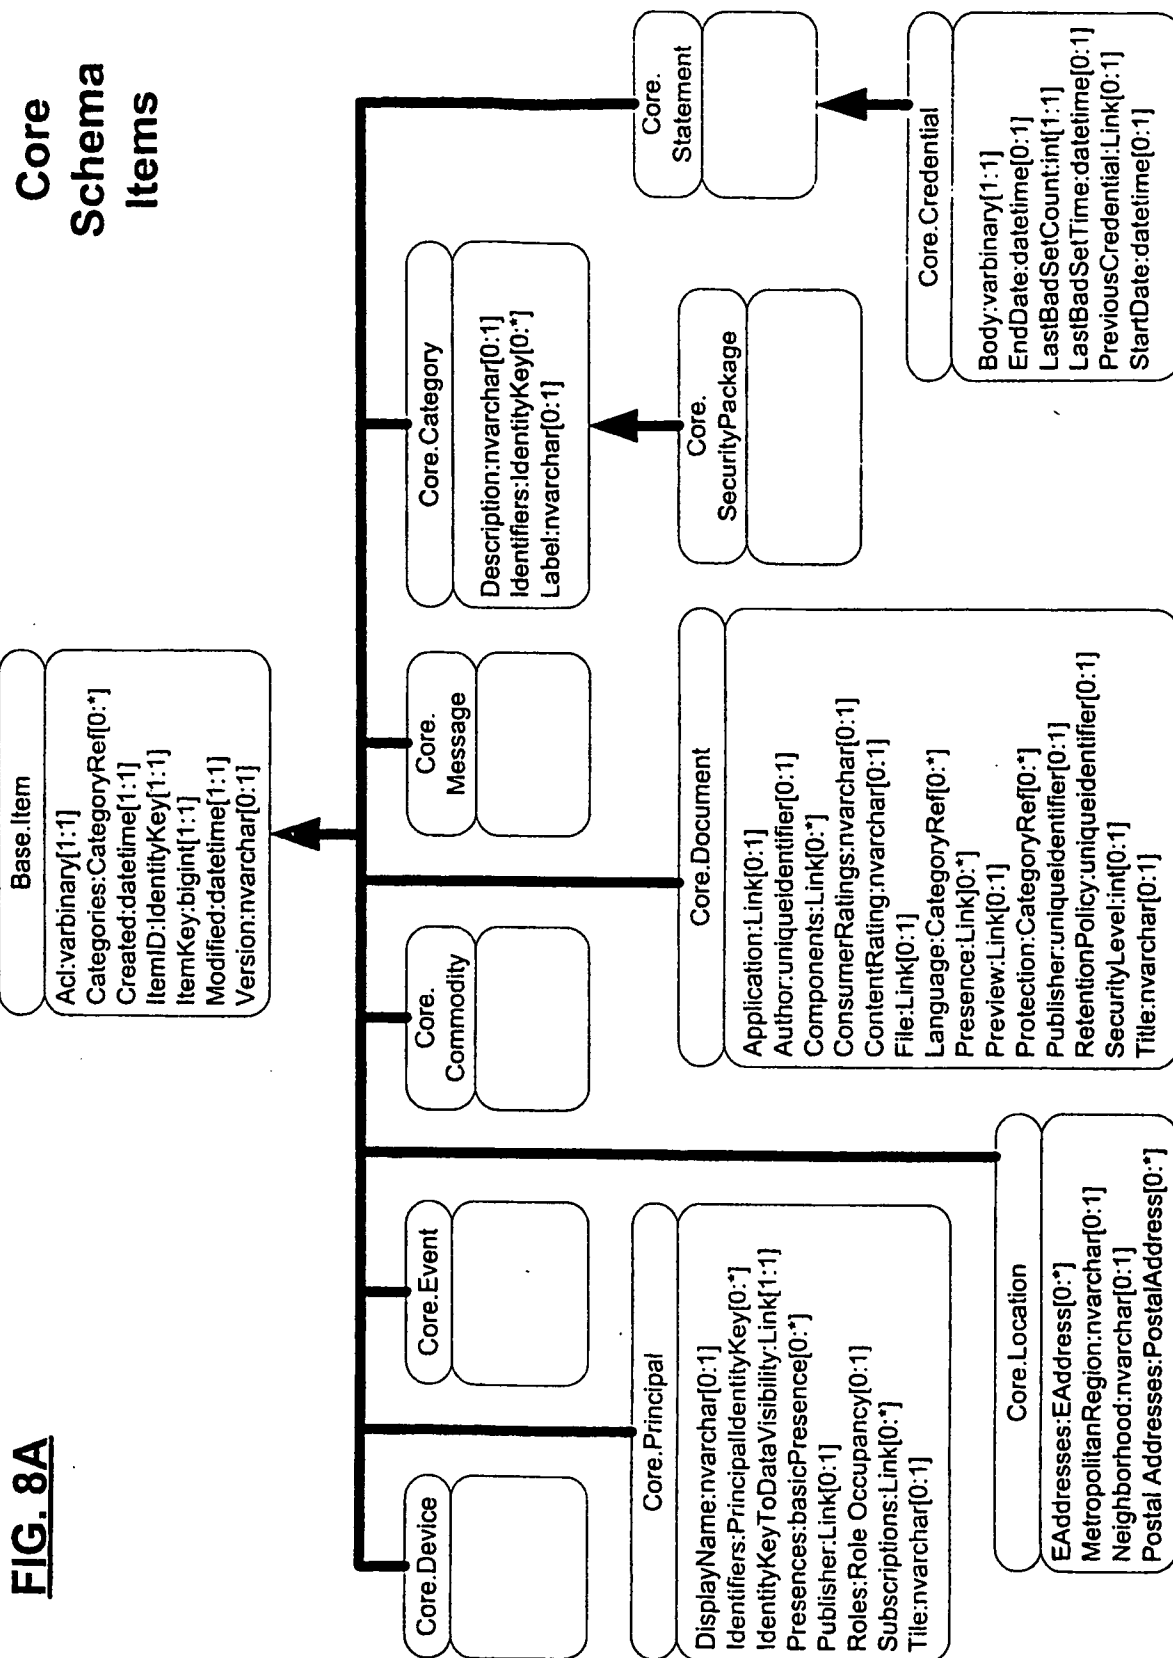 FIG. 8A
Core
Schema
Items
Base.Item
Acl:varbinary[1:1]
Categories:CategoryRef[0:*]
Created:datetime[1:1]
ItemID:IdentityKey[1:1]
ItemKey:bigint[1:1]
Modified:datetime[1:1]
Version:nvarchar[0:1]
Core.Device
Core.Event
Core.
Commodity
Core.
Message
Core.Category
Description:nvarchar[0:1]
Identifiers:IdentityKey[0:*]
Label:nvarchar[0:1]
Core.
Statement
Core.Principal
DisplayName:nvarchar[0:1]
Identifiers:PrincipalIdentityKey[0:*]
IdentityKeyToDataVisibility:Link[1:1]
Presences:basicPresence[0:*]
Publisher:Link[0:1]
Roles:Role Occupancy[0:1]
Subscriptions:Link[0:*]
Tile:nvarchar[0:1]
Core.Document
Application:Link[0:1]
Author:uniqueidentifier[0:1]
Components:Link[0:*]
ConsumerRatings:nvarchar[0:1]
ContentRating:nvarchar[0:1]
File:Link[0:1]
Language:CategoryRef[0:*]
Presence:Link]0:*]
Preview:Link[0:1]
Protection:CategoryRef[0:*]
Publisher:uniqueidentifier[0:1]
RetentionPolicy:uniqueidentifier[0:1]
SecurityLevel:int[0:1]
Title:nvarchar[0:1]
Core.
SecurityPackage
Core.Credential
Body:varbinary[1:1]
EndDate:datetime[0:1]
LastBadSetCount:int[1:1]
LastBadSetTime:datetime[0:1]
PreviousCredential:Link[0:1]
StartDate:datetime[0:1]
Core.Location
EAddresses:EAddress[0:*]
MetropolitanRegion:nvarchar[0:1]
Neighborhood:nvarchar[0:1]
Postal Addresses:PostalAddress[0:*]